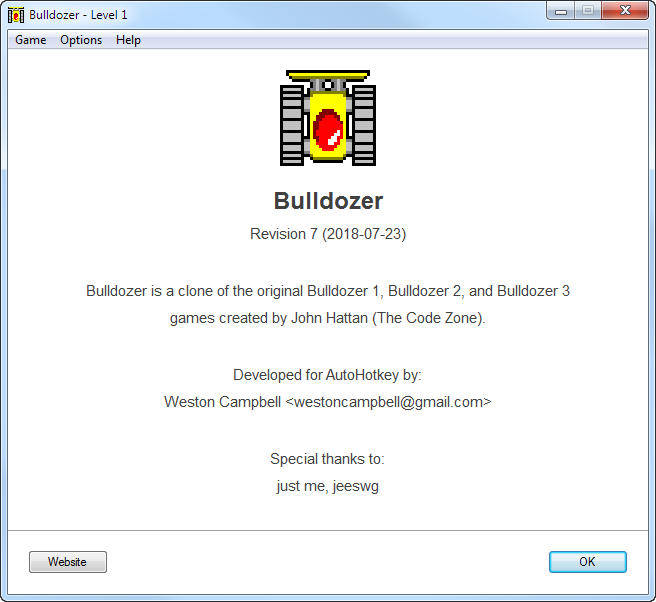 Bulldozer - Level 1
Game Options Help
Bulldozer
Revision 7 (2018-07-23)
Bulldozer is a clone of the original Bulldozer 1, Bulldozer 2, and Bulldozer 3
games created by John Hattan (The Code Zone).
Developed for AutoHotkey by:
Weston Campbell <westoncampbell@gmail.com>
Special thanks to:
just me, jeeswg
Website OK